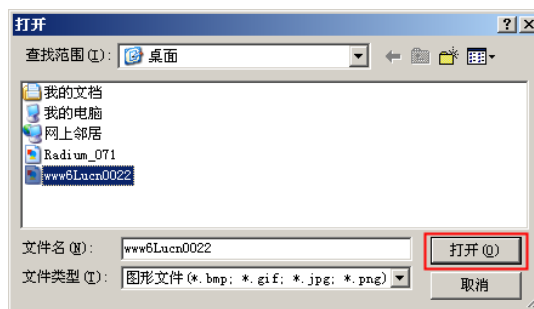 打开
查找范围(I): 桌面
我的文档
我的电脑
网上邻居
Radium_071
www6Lucn0022
文件名(N): www6Lucn0022 打开(O)
文件类型(T): 图形文件(*.bmp; *.gif; *.jpg; *.png) 取消